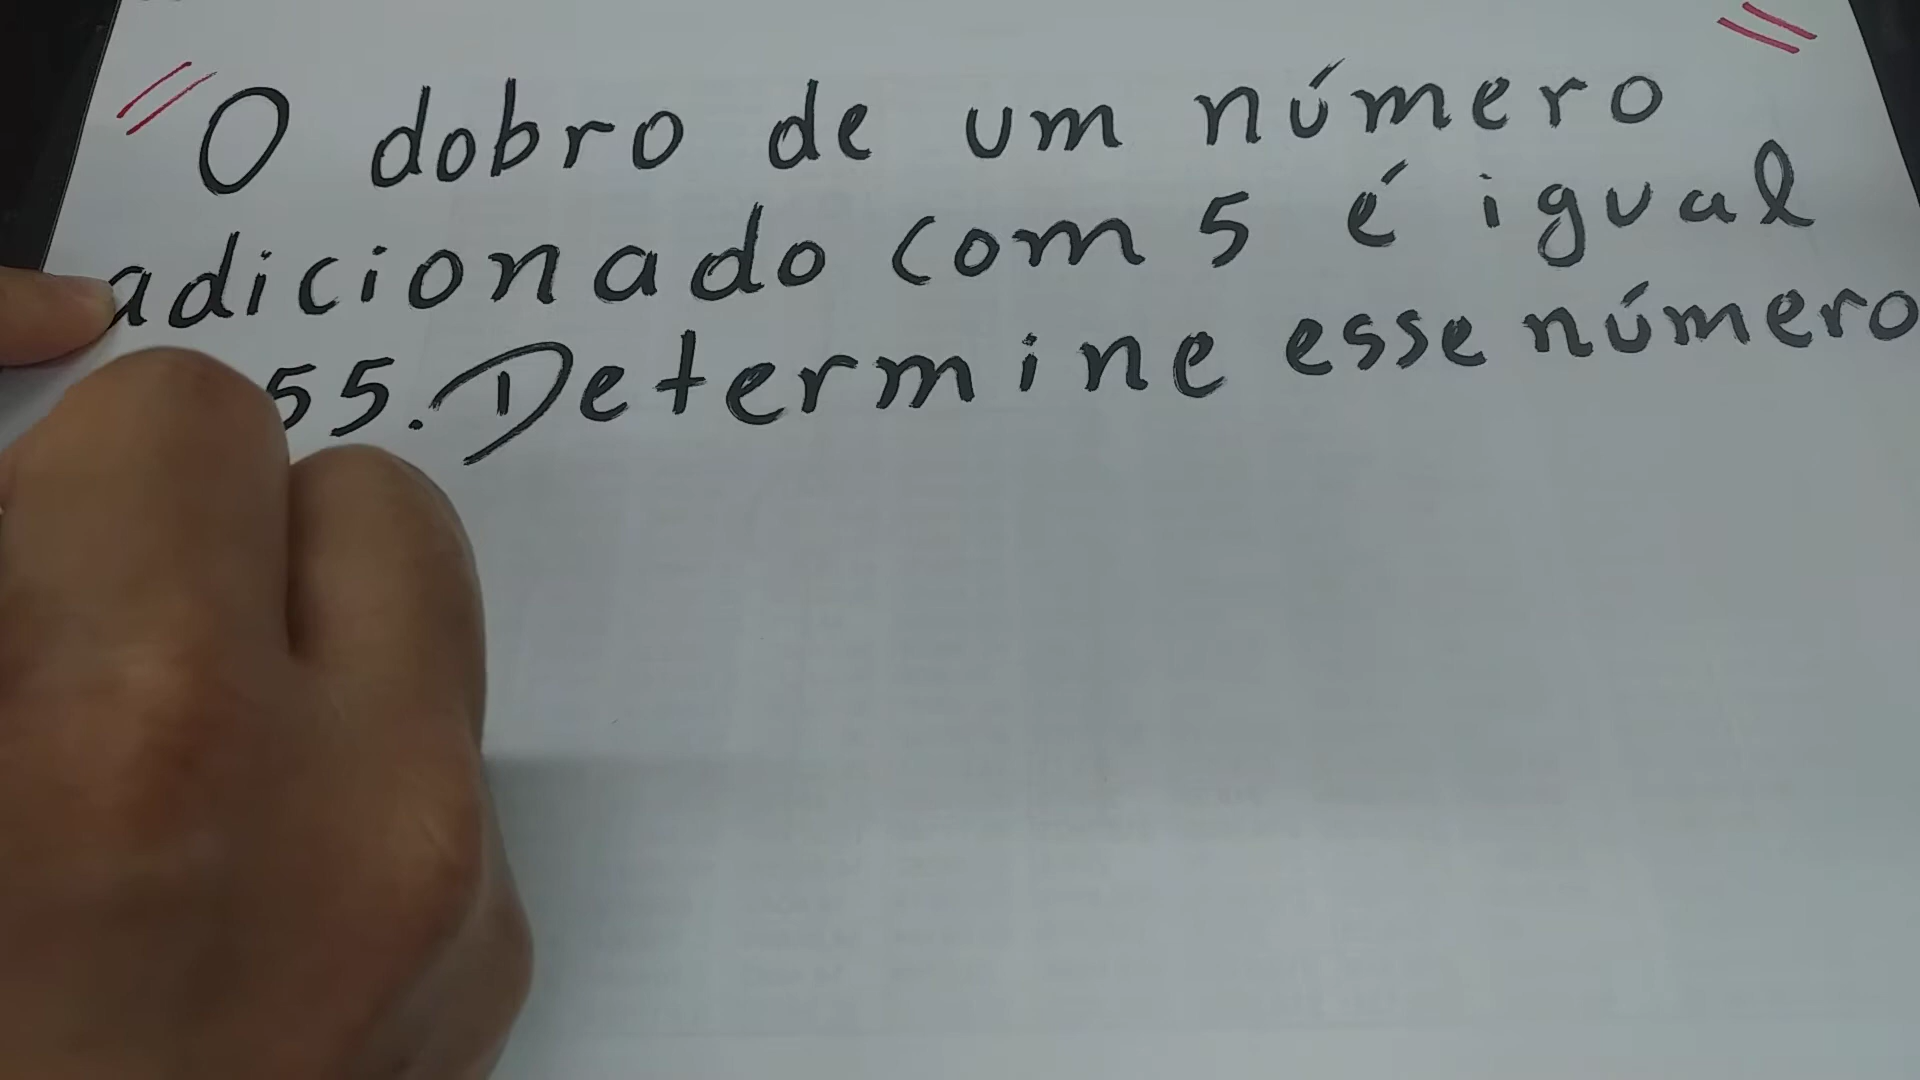 "O dobro de um número
adicionado com 5 é igual
55. Determine esse número"